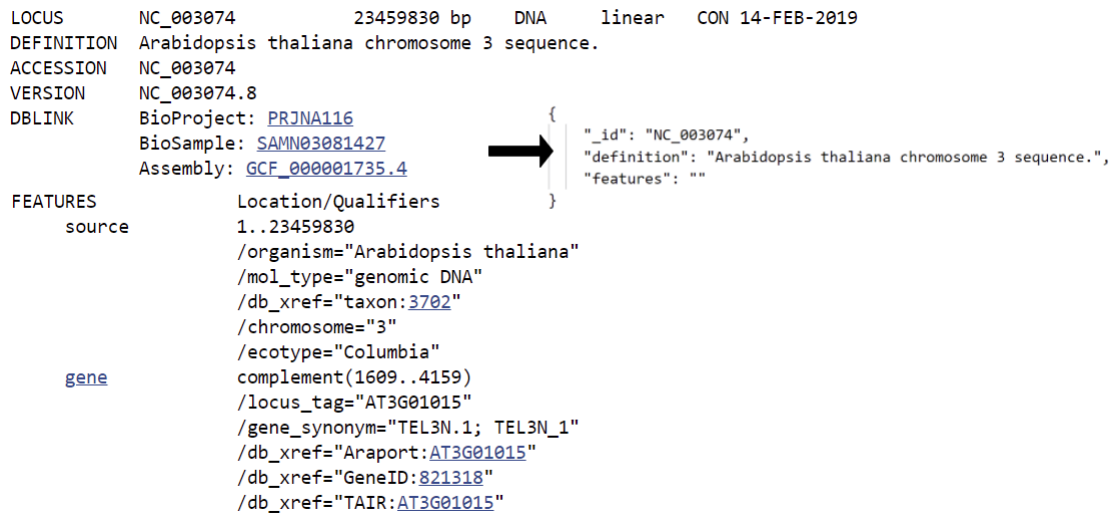 LOCUS NC_003074 23459830 bp DNA linear CON 14-FEB-2019
DEFINITION Arabidopsis thaliana chromosome 3 sequence.
ACCESSION NC_003074
VERSION NC_003074.8
DBLINK BioProject: PRJNA116
BioSample: SAMN03081427
Assembly: GCF_000001735.4
FEATURES Location/Qualifiers
source 1..23459830
/organism="Arabidopsis thaliana"
/mol_type="genomic DNA"
/db_xref="taxon:3702"
/chromosome="3"
/ecotype="Columbia"
gene complement(1609..4159)
/locus_tag="AT3G01015"
/gene_synonym="TEL3N.1; TEL3N_1"
/db_xref="Araport:AT3G01015"
/db_xref="GeneID:821318"
/db_xref="TAIR:AT3G01015"
{
"_id": "NC_003074",
"definition": "Arabidopsis thaliana chromosome 3 sequence.",
"features": ""
}